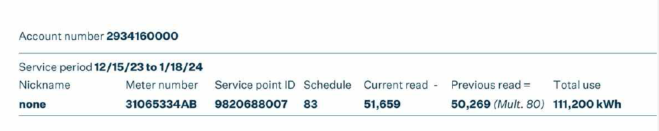 Account number 2934160000
Service period 12/15/23 to 1/18/24
Nickname Meter number Service point ID Schedule Current read - Previous read = Total use
none 31065334AB 9820688007 83 51,659 50,269 (Mult. 80) 111,200 kWh